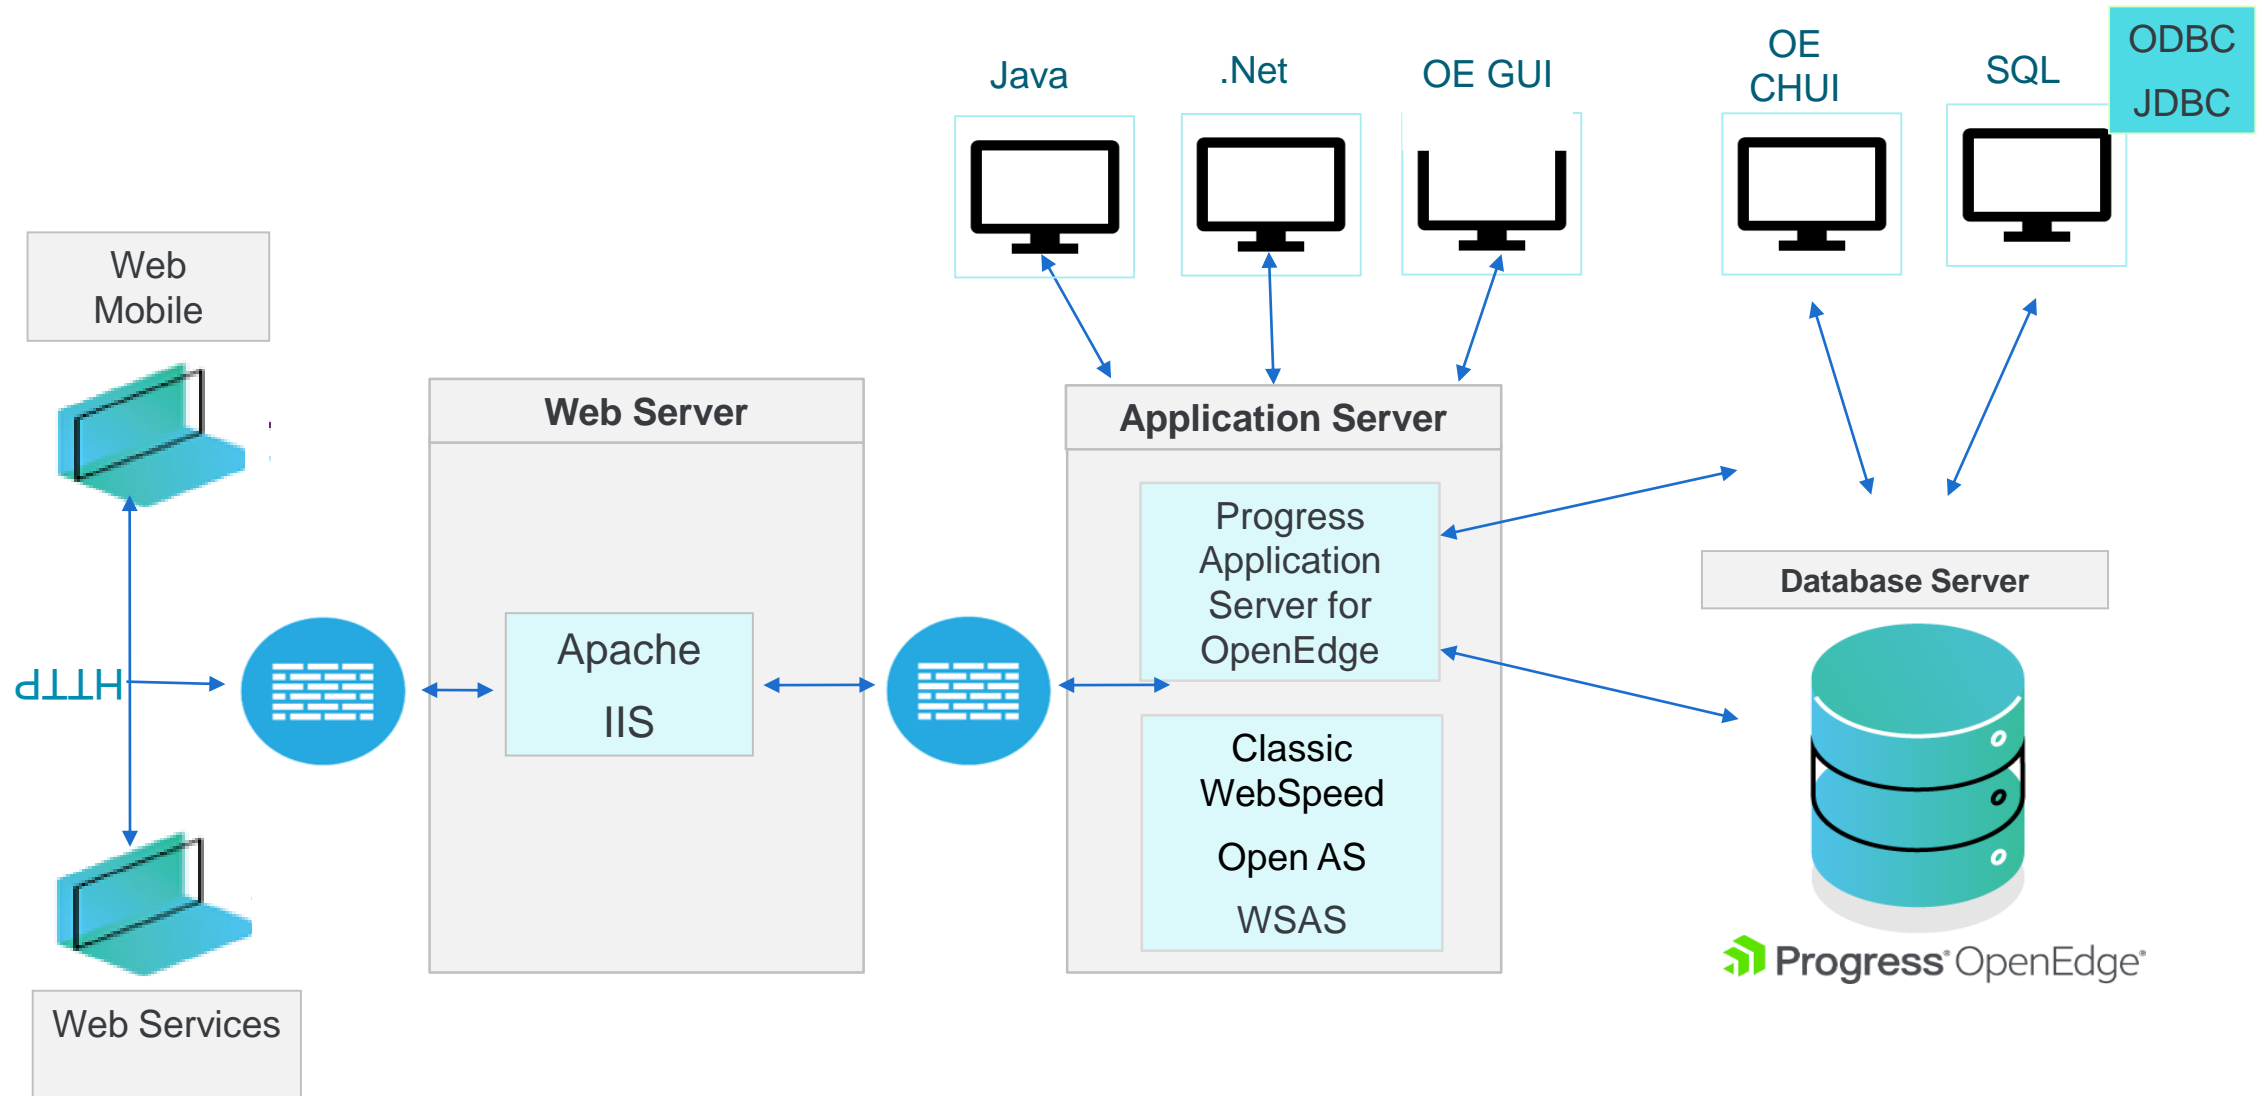 Java
.Net
OE GUI
OE
CHUI
SQL
ODBC
JDBC
Web
Mobile
HTTP
Web Services
Web Server
Apache
IIS
Application Server
Progress
Application
Server for
OpenEdge
Classic
WebSpeed
Open AS
WSAS
Database Server
Progress® OpenEdge®